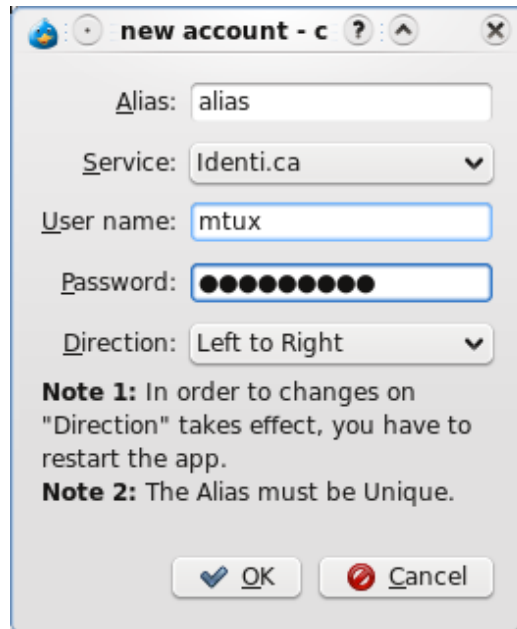 new account - c
Alias: alias
Service: Identi.ca
User name: mtux
Password: ●●●●●●●●●
Direction: Left to Right
Note 1: In order to changes on
"Direction" takes effect, you have to
restart the app.
Note 2: The Alias must be Unique.
OK Cancel